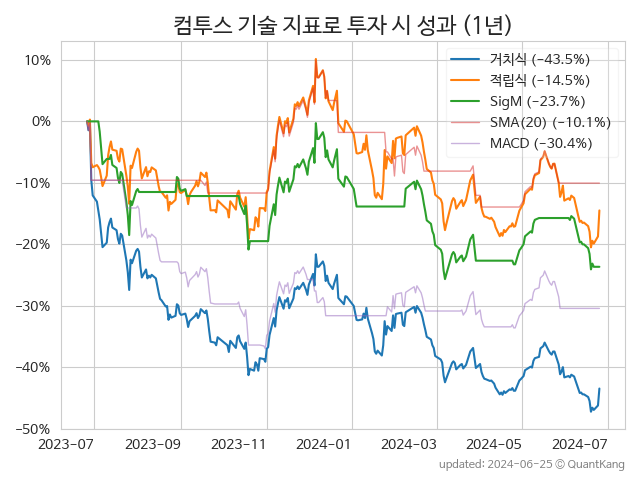 컴투스 기술 지표로 투자 시 성과 (1년)
거치식 (−43.5%)
적립식 (−14.5%)
SigM (−23.7%)
SMA(20) (−10.1%)
MACD (−30.4%)
10%
0%
−10%
−20%
−30%
−40%
−50%
2023−07 2023−09 2023−11 2024−01 2024−03 2024−05 2024−07
updated: 2024−06−25 © QuantKang